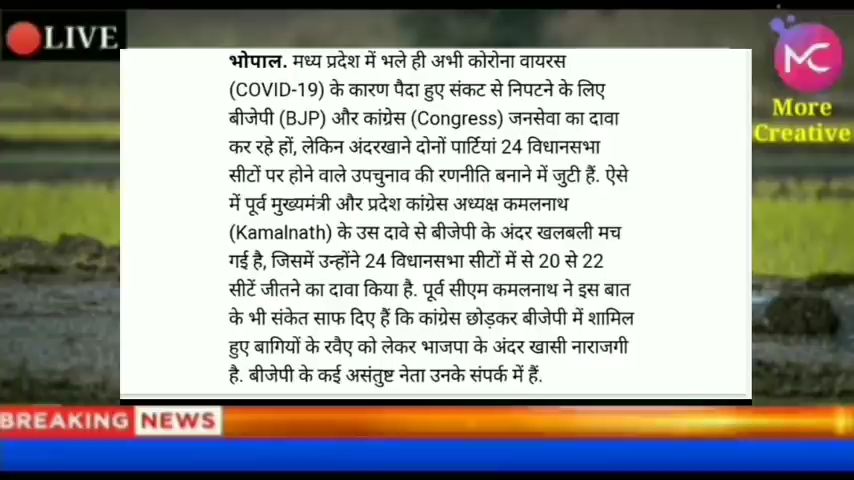 LIVE
More
Creative
भोपाल. मध्य प्रदेश में भले ही अभी कोरोना वायरस
(COVID-19) के कारण पैदा हुए संकट से निपटने के लिए
बीजेपी (BJP) और कांग्रेस (Congress) जनसेवा का दावा
कर रहे हों, लेकिन अंदरखाने दोनों पार्टियां 24 विधानसभा
सीटों पर होने वाले उपचुनाव की रणनीति बनाने में जुटी हैं. ऐसे
में पूर्व मुख्यमंत्री और प्रदेश कांग्रेस अध्यक्ष कमलनाथ
(Kamalnath) के उस दावे से बीजेपी के अंदर खलबली मच
गई है, जिसमें उन्होंने 24 विधानसभा सीटों में से 20 से 22
सीटें जीतने का दावा किया है. पूर्व सीएम कमलनाथ ने इस बात
के भी संकेत साफ दिए हैं कि कांग्रेस छोड़कर बीजेपी में शामिल
हुए बागियों के रवैए को लेकर भाजपा के अंदर खासी नाराजगी
है. बीजेपी के कई असंतुष्ट नेता उनके संपर्क में हैं.
BREAKING NEWS